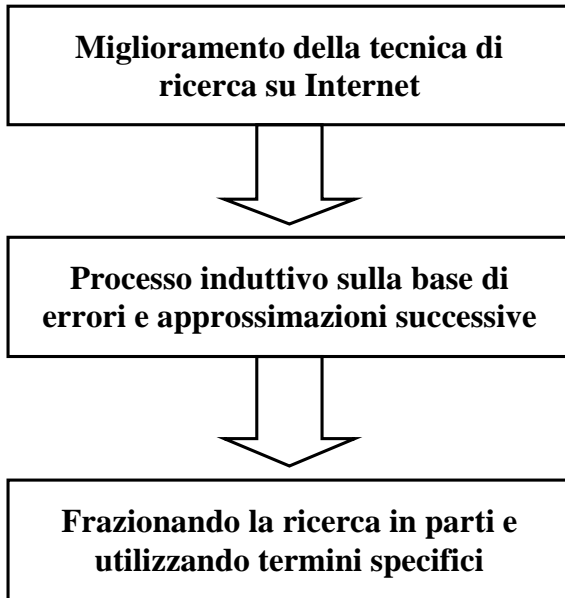 Miglioramento della tecnica di
ricerca su Internet
Processo induttivo sulla base di
errori e approssimazioni successive
Frazionando la ricerca in parti e
utilizzando termini specifici